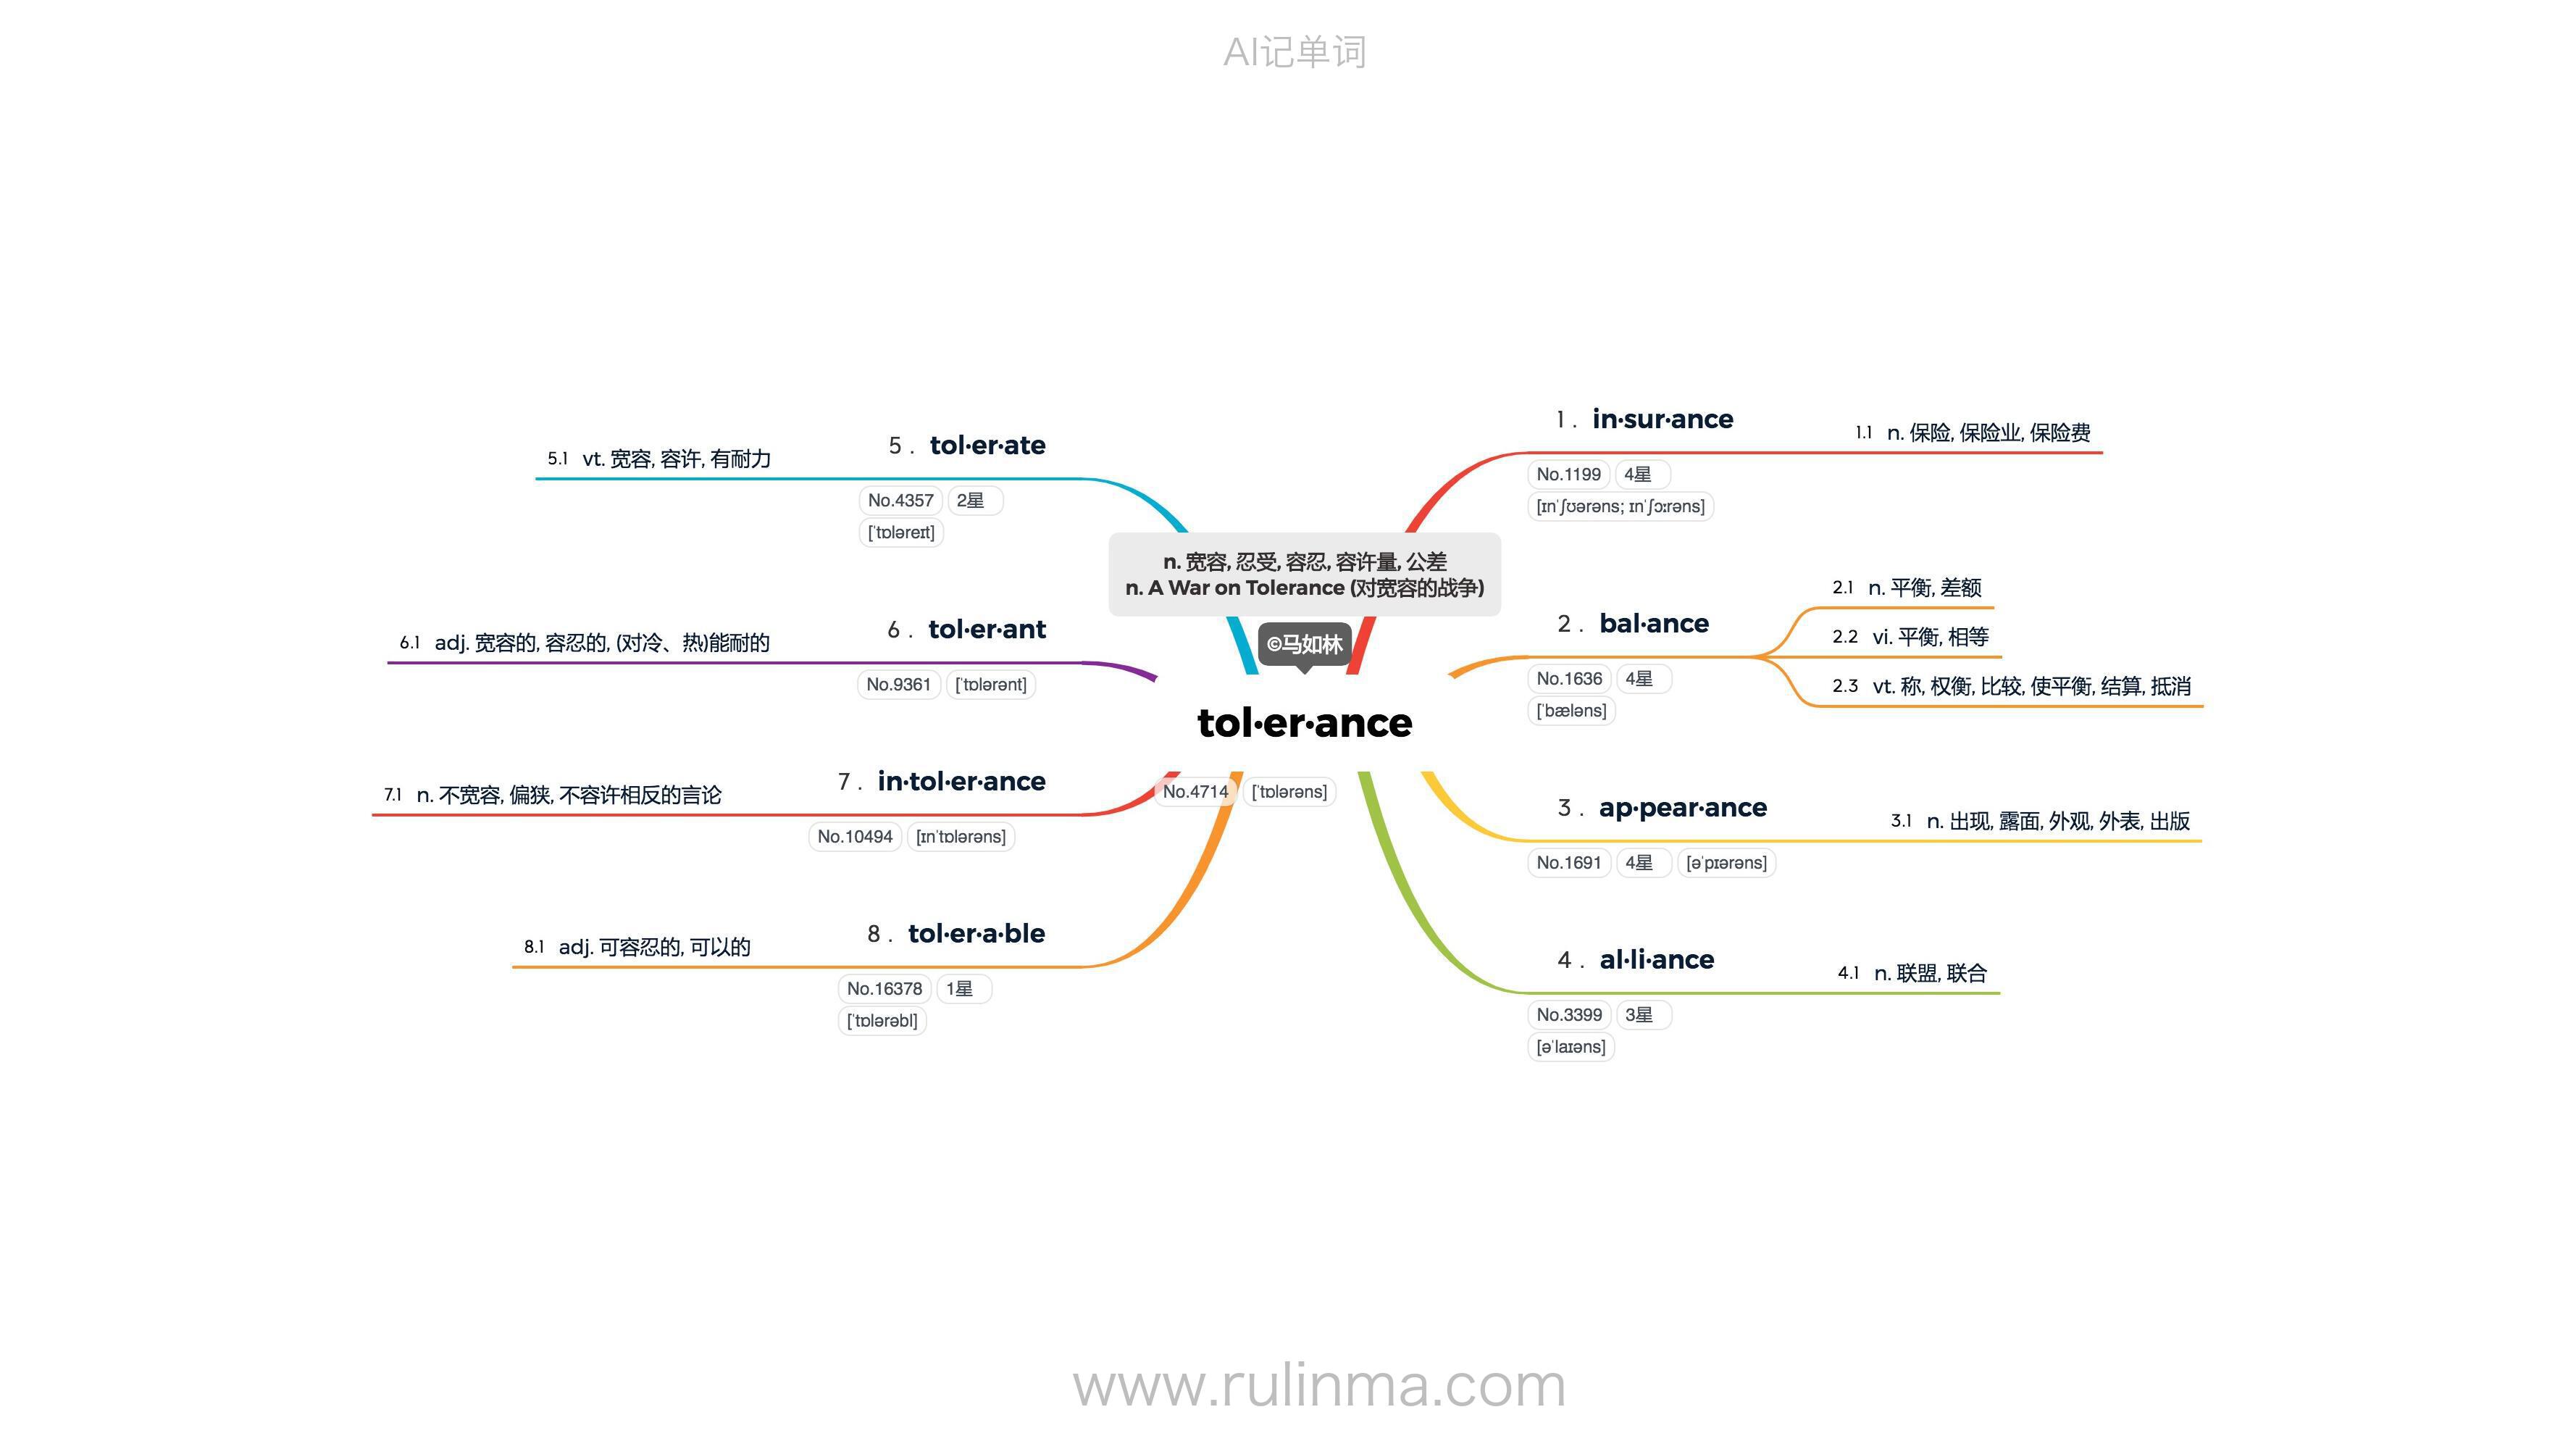 AI记单词
n. 宽容, 忍受, 容忍, 容许量, 公差
n. A War on Tolerance (对宽容的战争)
©马如林
tol·er·ance
No.4714 ['tɒlərəns]
1 . in·sur·ance
No.1199 4星
[ɪn'ʃʊərəns; ɪn'ʃɔːrəns]
1.1 n. 保险, 保险业, 保险费
2 . bal·ance
No.1636 4星
['bæləns]
2.1 n. 平衡, 差额
2.2 vi. 平衡, 相等
2.3 vt. 称, 权衡, 比较, 使平衡, 结算, 抵消
3 . ap·pear·ance
No.1691 4星 [ə'pɪərəns]
3.1 n. 出现, 露面, 外观, 外表, 出版
4 . al·li·ance
No.3399 3星
[ə'laɪəns]
4.1 n. 联盟, 联合
5 . tol·er·ate
No.4357 2星
['tɒləreɪt]
5.1 vt. 宽容, 容许, 有耐力
6 . tol·er·ant
No.9361 ['tɒlərənt]
6.1 adj. 宽容的, 容忍的, (对冷、热)能耐的
7 . in·tol·er·ance
No.10494 [ɪn'tɒlərəns]
7.1 n. 不宽容, 偏狭, 不容许相反的言论
8 . tol·er·a·ble
No.16378 1星
['tɒlərəbl]
8.1 adj. 可容忍的, 可以的
www.rulinma.com